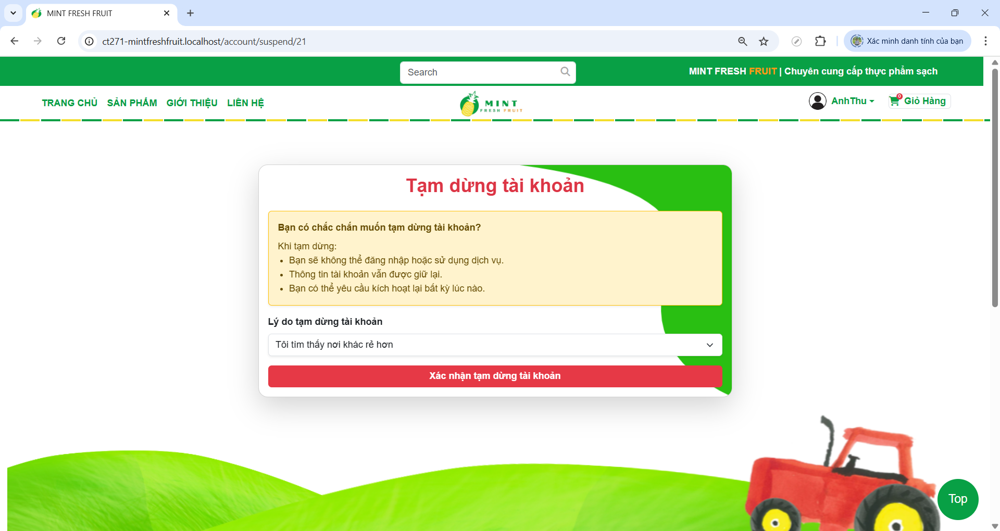 MINT FRESH FRUIT
ct271-mintfreshfruit.localhost/account/suspend/21
Xác minh danh tính của bạn
Search
MINT FRESH FRUIT | Chuyên cung cấp thực phẩm sạch
TRANG CHỦ SẢN PHẨM GIỚI THIỆU LIÊN HỆ
MINT
FRESH FRUIT
AnhThu
0
Giỏ Hàng
Tạm dừng tài khoản
Bạn có chắc chắn muốn tạm dừng tài khoản?
Khi tạm dừng:
• Bạn sẽ không thể đăng nhập hoặc sử dụng dịch vụ.
• Thông tin tài khoản vẫn được giữ lại.
• Bạn có thể yêu cầu kích hoạt lại bất kỳ lúc nào.
Lý do tạm dừng tài khoản
Tôi tìm thấy nơi khác rẻ hơn
Xác nhận tạm dừng tài khoản
Top